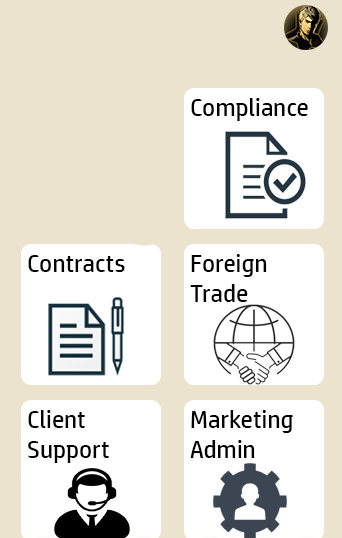 Compliance
Contracts
Foreign
Trade
Client
Support
Marketing
Admin